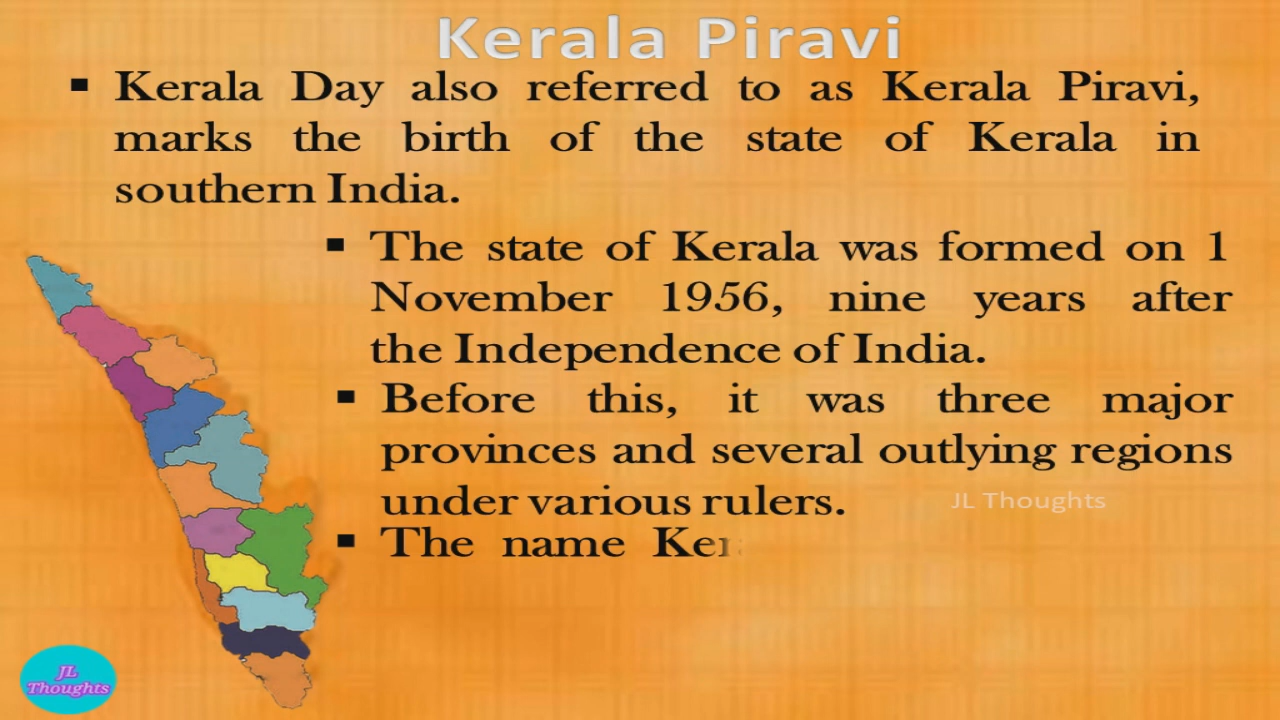 Kerala Piravi
▪ Kerala Day also referred to as Kerala Piravi,
marks the birth of the state of Kerala in
southern India.
▪ The state of Kerala was formed on 1
November 1956, nine years after
the Independence of India.
▪ Before this, it was three major
provinces and several outlying regions
under various rulers.
JL Thoughts
▪ The name Ker
JL
Thoughts